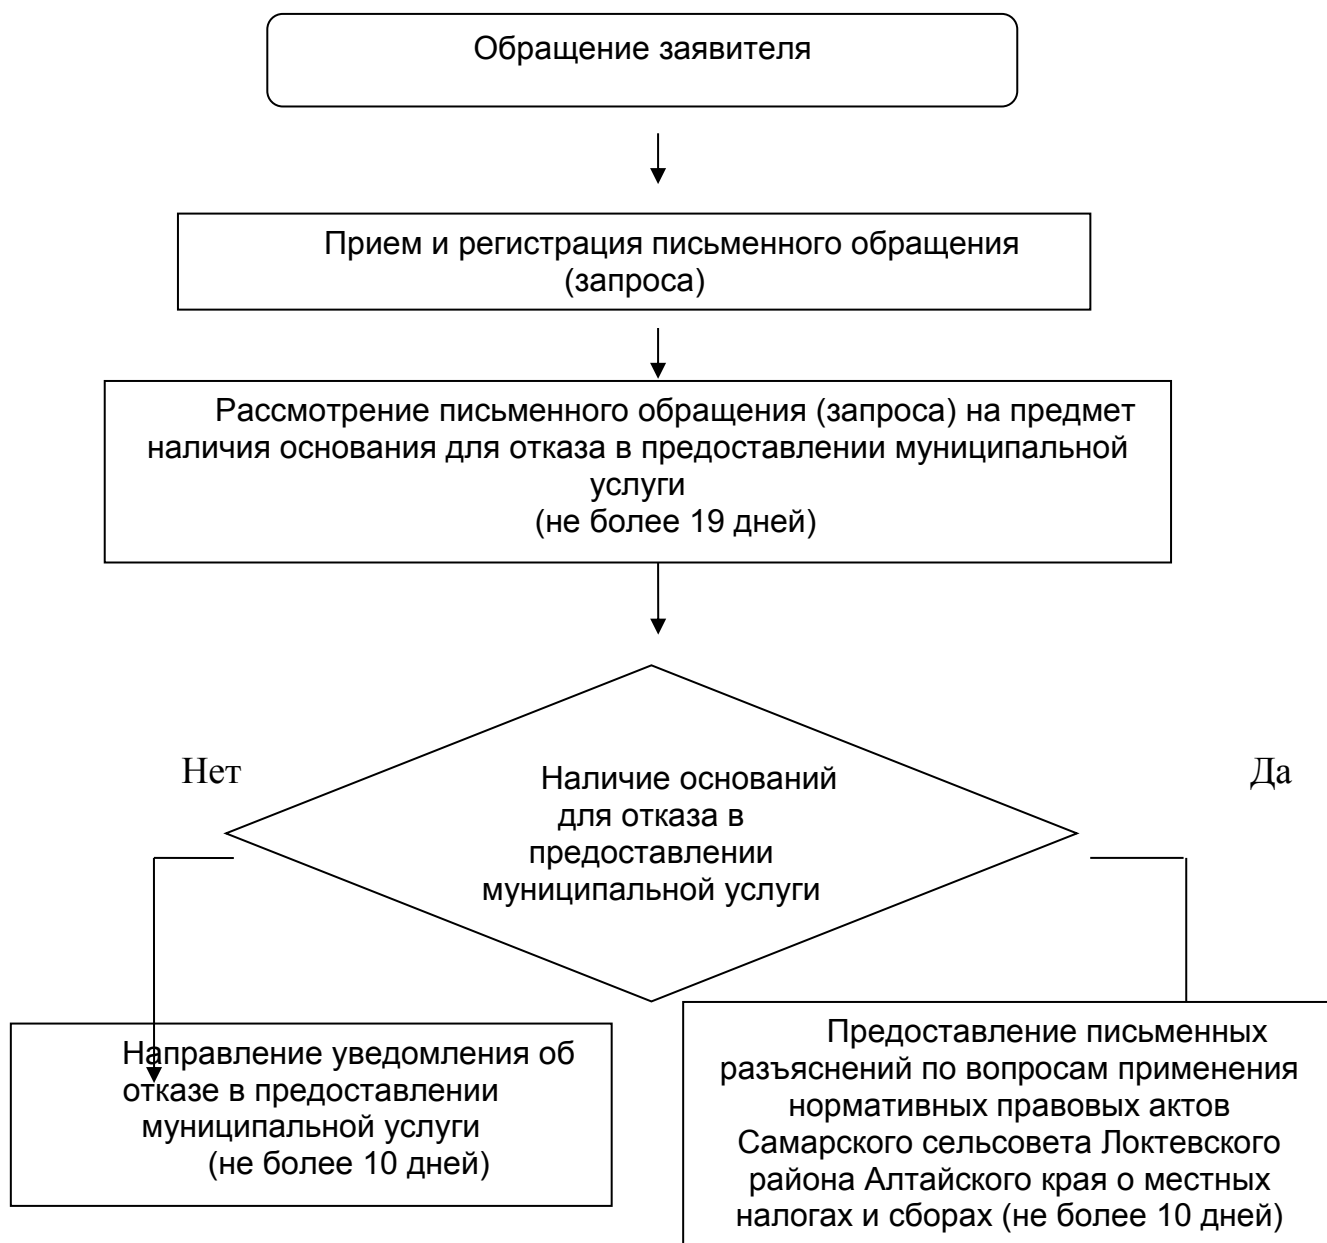 Обращение заявителя
Прием и регистрация письменного обращения
(запроса)
Рассмотрение письменного обращения (запроса) на предмет
наличия основания для отказа в предоставлении муниципальной
услуги
(не более 19 дней)
Нет
Да
Наличие оснований
для отказа в
предоставлении
муниципальной услуги
Направление уведомления об
отказе в предоставлении
муниципальной услуги
(не более 10 дней)
Предоставление письменных
разъяснений по вопросам применения
нормативных правовых актов
Самарского сельсовета Локтевского
района Алтайского края о местных
налогах и сборах (не более 10 дней)